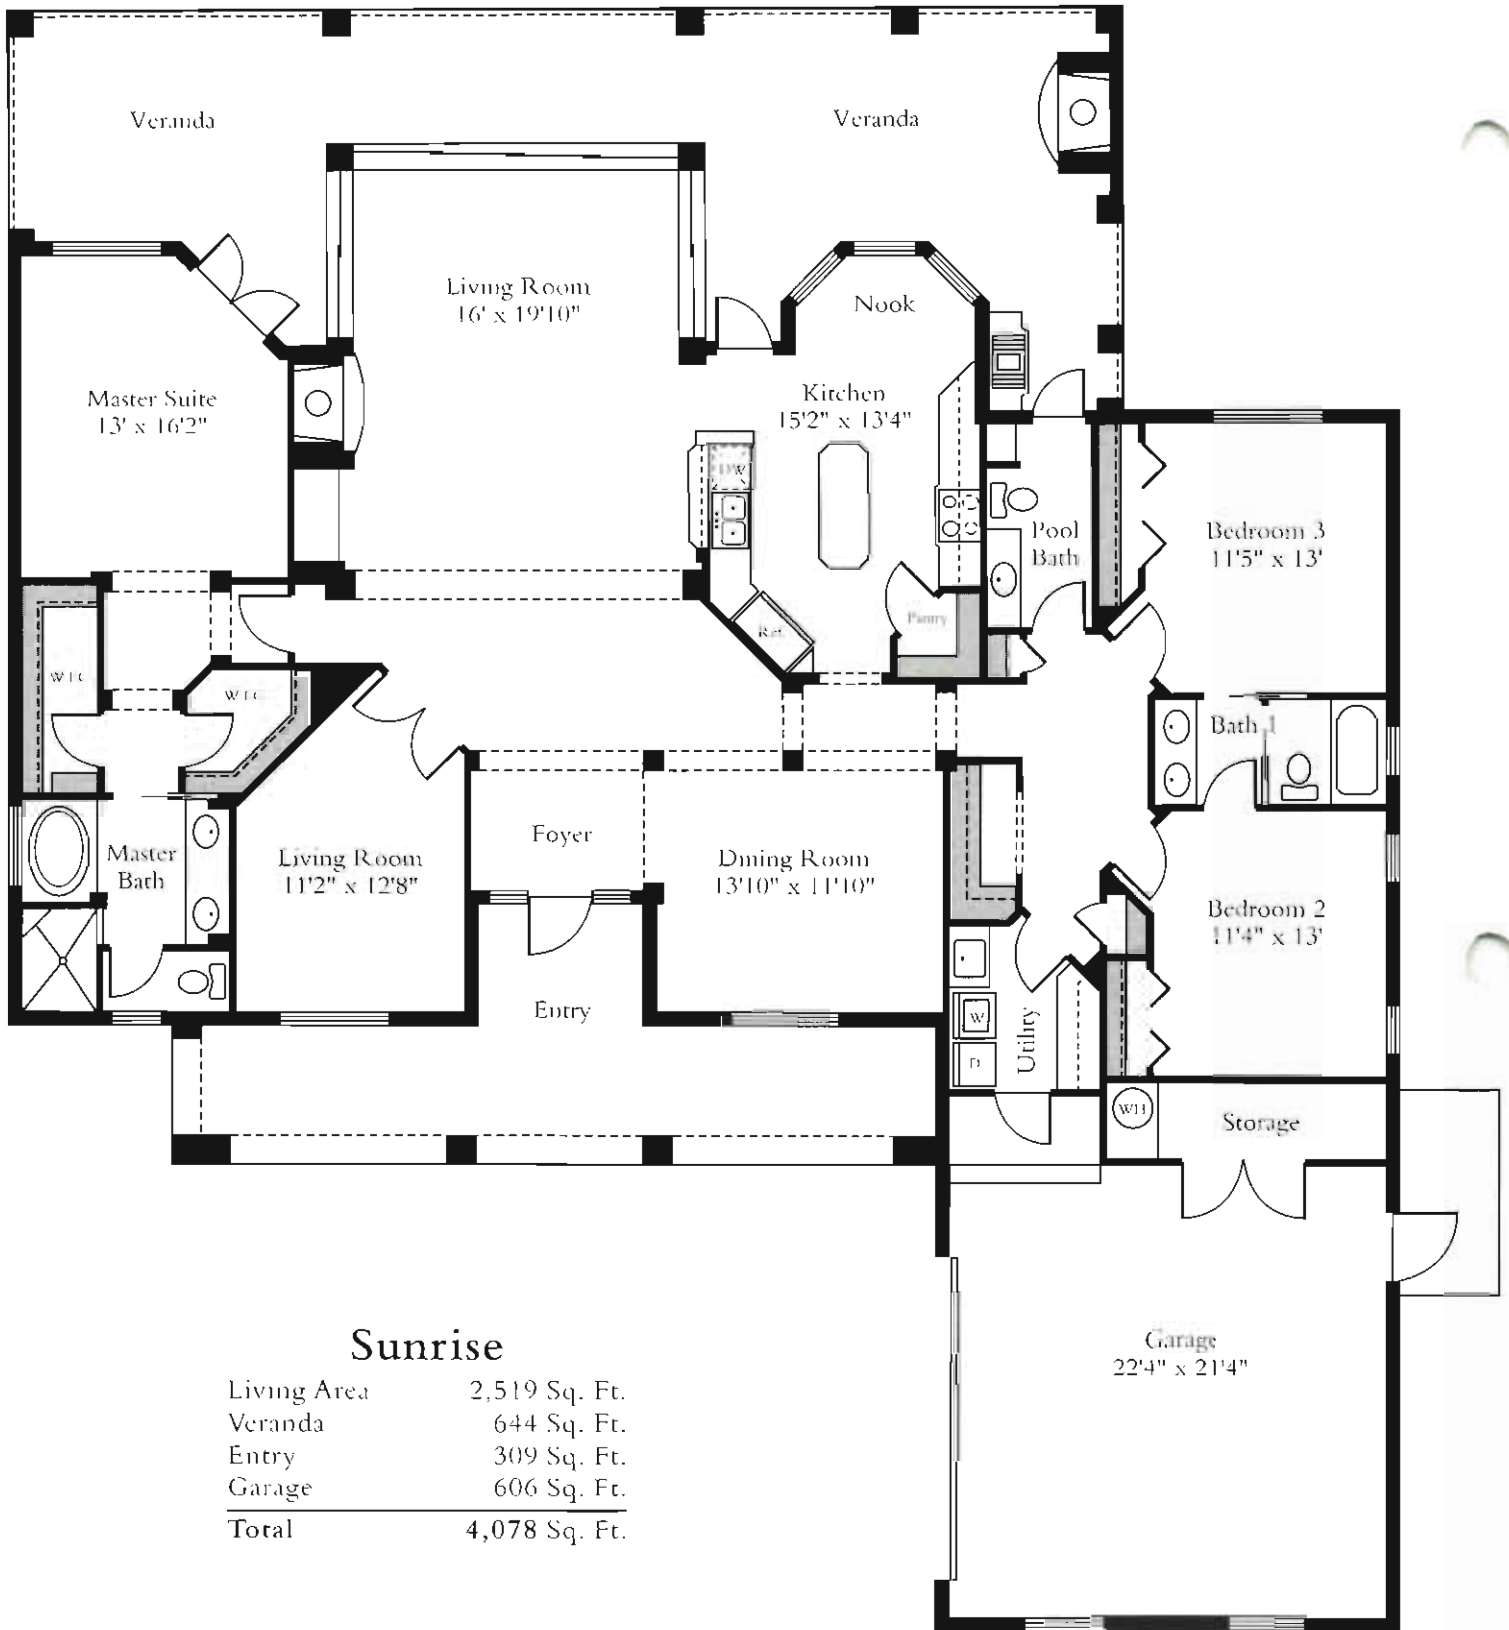 Veranda
Veranda
Living Room
16' x 19'10"
Nook
Master Suite
13' x 16'2"
Kitchen
15'2" x 13'4"
DW
Pool
Bath
Bedroom 3
11'5" x 13'
Ref.
Pantry
W I C
W I C
Bath 1
Master
Bath
Living Room
11'2" x 12'8"
Foyer
Dining Room
13'10" x 11'10"
Bedroom 2
11'4" x 13'
Entry
W
D
Utility
WH
Storage
Garage
22'4" x 21'4"
Sunrise
Living Area 2,519 Sq. Ft.
Veranda 644 Sq. Ft.
Entry 309 Sq. Ft.
Garage 606 Sq. Ft.
Total 4,078 Sq. Ft.